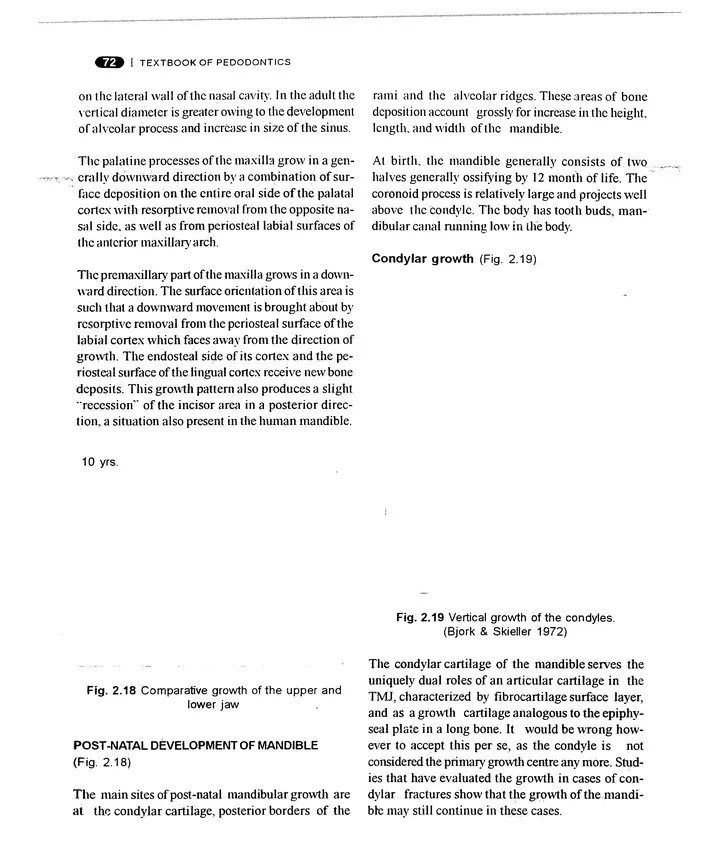 72 | TEXTBOOK OF PEDODONTICS
on the lateral wall of the nasal cavity. In the adult the
vertical diameter is greater owing to the development
of alveolar process and increase in size of the sinus.
The palatine processes of the maxilla grow in a gen-
erally downward direction by a combination of sur-
face deposition on the entire oral side of the palatal
cortex with resorptive removal from the opposite na-
sal side, as well as from periosteal labial surfaces of
the anterior maxillary arch.
The premaxillary part of the maxilla grows in a down-
ward direction. The surface orientation of this area is
such that a downward movement is brought about by
resorptive removal from the periosteal surface of the
labial cortex which faces away from the direction of
growth. The endosteal side of its cortex and the pe-
riosteal surface of the lingual cortex receive new bone
deposits. This growth pattern also produces a slight
"recession" of the incisor area in a posterior direc-
tion, a situation also present in the human mandible.
10 yrs.
Fig. 2.18 Comparative growth of the upper and
lower jaw
POST-NATAL DEVELOPMENT OF MANDIBLE
(Fig. 2.18)
The main sites of post-natal mandibular growth are
at the condylar cartilage, posterior borders of the
rami and the alveolar ridges. These areas of bone
deposition account grossly for increase in the height,
length, and width of the mandible.
At birth, the mandible generally consists of two
halves generally ossifying by 12 month of life. The
coronoid process is relatively large and projects well
above the condyle. The body has tooth buds, man-
dibular canal running low in the body.
Condylar growth (Fig. 2.19)
Fig. 2.19 Vertical growth of the condyles.
(Bjork & Skieller 1972)
The condylar cartilage of the mandible serves the
uniquely dual roles of an articular cartilage in the
TMJ, characterized by fibrocartilage surface layer,
and as a growth cartilage analogous to the epiphy-
seal plate in a long bone. It would be wrong how-
ever to accept this per se, as the condyle is not
considered the primary growth centre any more. Stud-
ies that have evaluated the growth in cases of con-
dylar fractures show that the growth of the mandi-
ble may still continue in these cases.